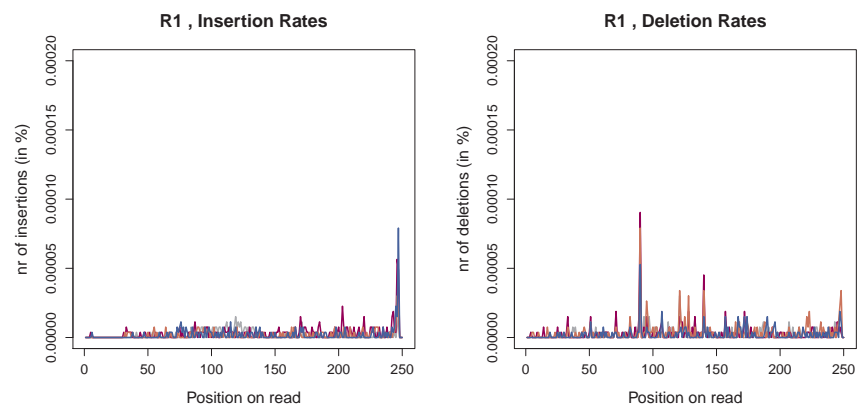 R1 , Insertion Rates
nr of insertions (in %)
0.00020
0.00015
0.00010
0.00005
0.00000
0 50 100 150 200 250
Position on read
R1 , Deletion Rates
nr of deletions (in %)
0.00020
0.00015
0.00010
0.00005
0.00000
0 50 100 150 200 250
Position on read